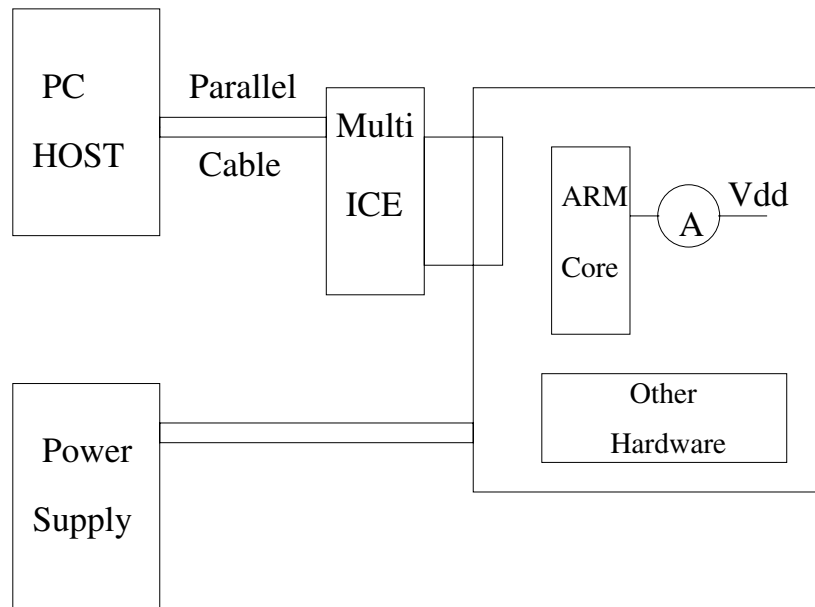 PC
HOST
Parallel
Cable
Multi
ICE
ARM
Core
A
Vdd
Other
Hardware
Power
Supply